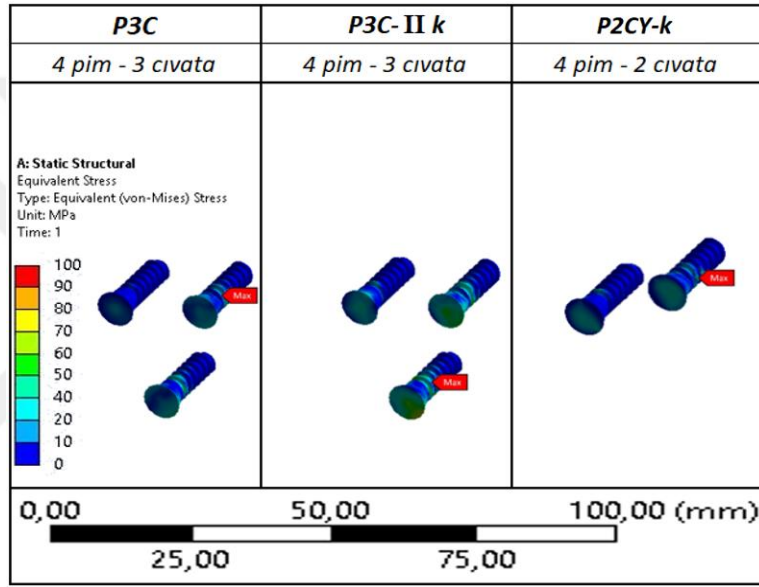 P3C
P3C-II k
P2CY-k
4 pim - 3 cıvata
4 pim - 3 cıvata
4 pim - 2 cıvata
A: Static Structural
Equivalent Stress
Type: Equivalent (von-Mises) Stress
Unit: MPa
Time: 1
100
90
80
70
60
50
40
20
10
0
Max
Max
Max
0,00
50,00
100,00 (mm)
25,00
75,00